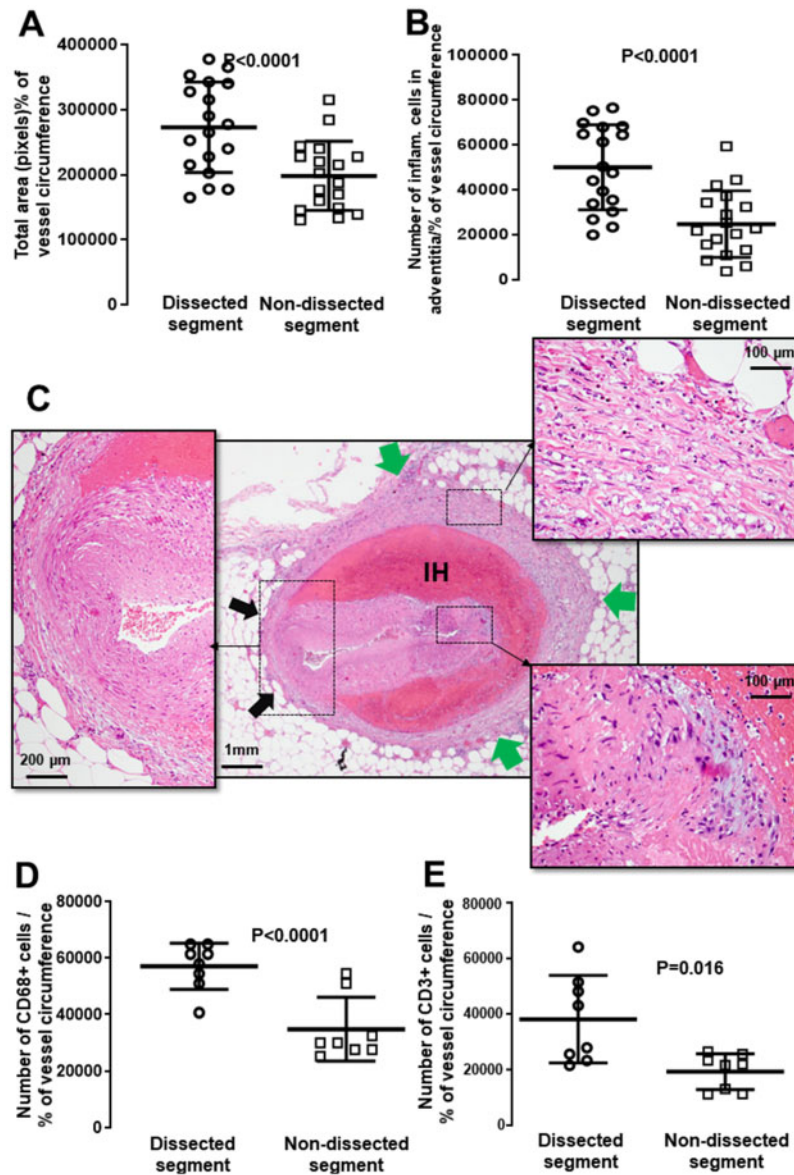 A
Total area (pixels)% of
vessel circumference
400000
300000
200000
100000
0
P<0.0001
Dissected
segment
Non-dissected
segment
B
Number of inflam. cells in
adventitia/% of vessel circumference
100000
80000
60000
40000
20000
0
P<0.0001
Dissected
segment
Non-dissected
segment
C
200 µm
IH
1mm
100 µm
100 µm
D
Number of CD68+ cells /
% of vessel circumference
80000
60000
40000
20000
0
P<0.0001
Dissected
segment
Non-dissected
segment
E
Number of CD3+ cells /
% of vessel circumference
80000
60000
40000
20000
0
P=0.016
Dissected
segment
Non-dissected
segment